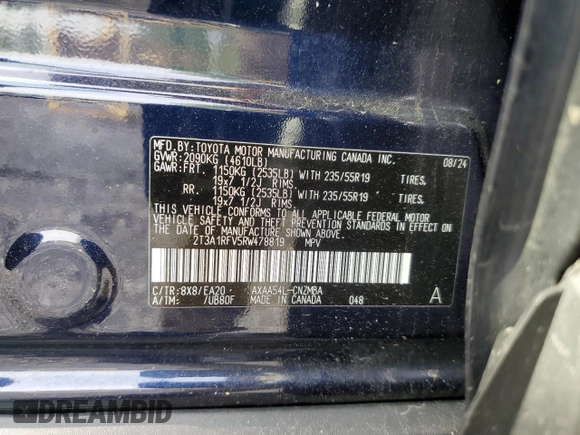 MFD.BY:TOYOTA MOTOR MANUFACTURING CANADA INC. 08/24
GVWR:2090KG (4610LB)
GAWR:FRT. 1150KG (2535LB) WITH 235/55R19 TIRES.
19x7 1/2J RIMS
RR. 1150KG (2535LB) WITH 235/55R19 TIRES.
19x7 1/2J RIMS
THIS VEHICLE CONFORMS TO ALL APPLICABLE FEDERAL MOTOR
VEHICLE SAFETY AND THEFT PREVENTION STANDARDS IN EFFECT ON
THE DATE OF MANUFACTURE SHOWN ABOVE.
2T3A1RFV5RW478819 MPV
C/TR:8X8/EA20 AXAA54L-CNZMBA
A/TM: /UB80F MADE IN CANADA 048 A
DREAMBID